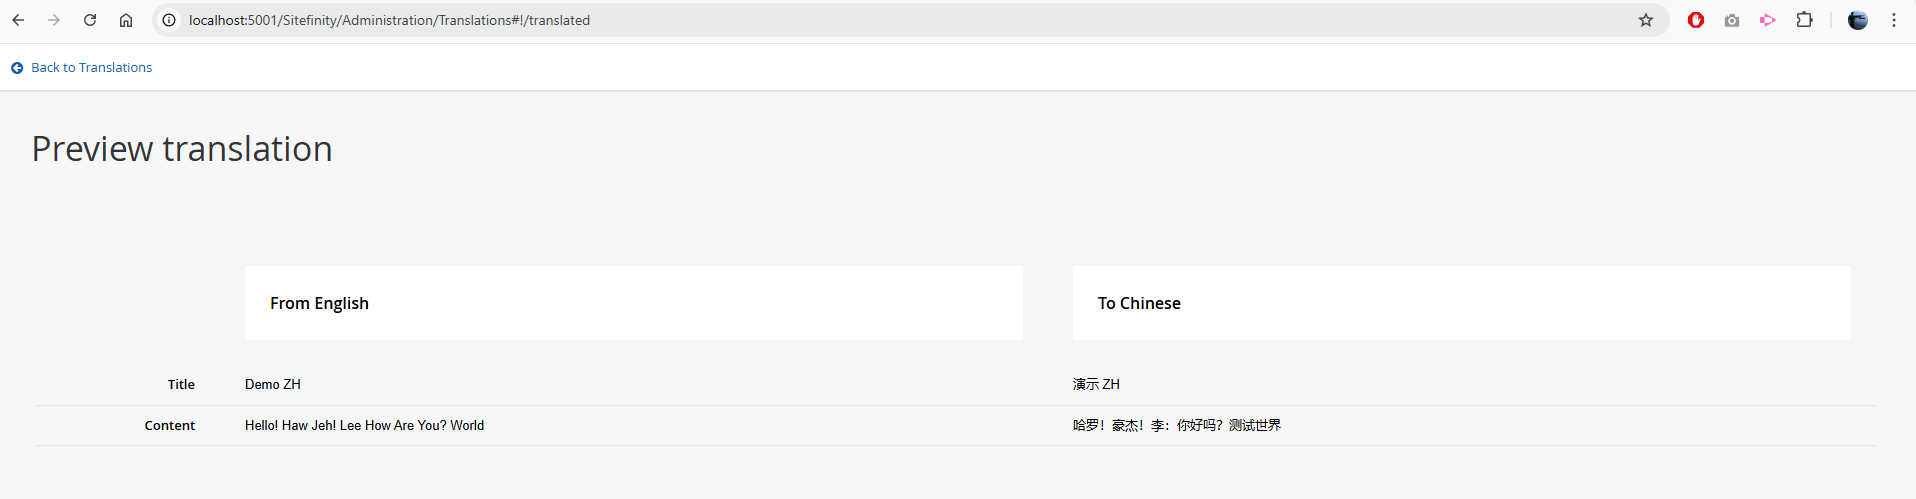 localhost:5001/Sitefinity/Administration/Translations#!/translated
Back to Translations
Preview translation
From English
To Chinese
Title
Demo ZH
演示 ZH
Content
Hello! Haw Jeh! Lee How Are You? World
哈罗！豪杰！李：你好吗？测试世界